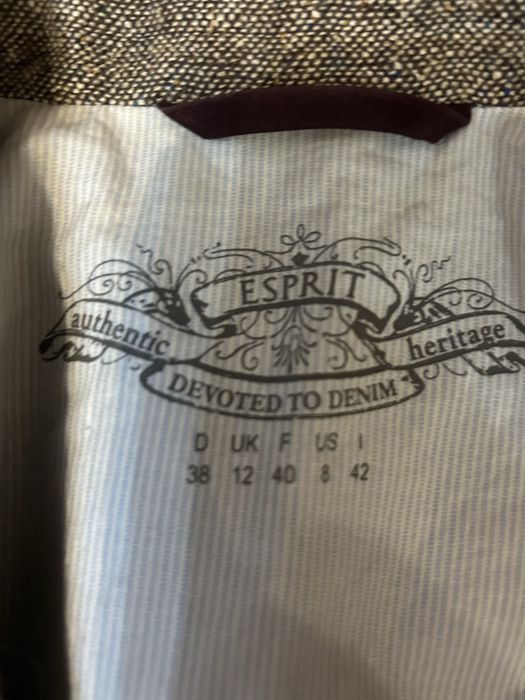 ESPRIT
authentic heritage
DEVOTED TO DENIM
D UK F US I
38 12 40 8 42